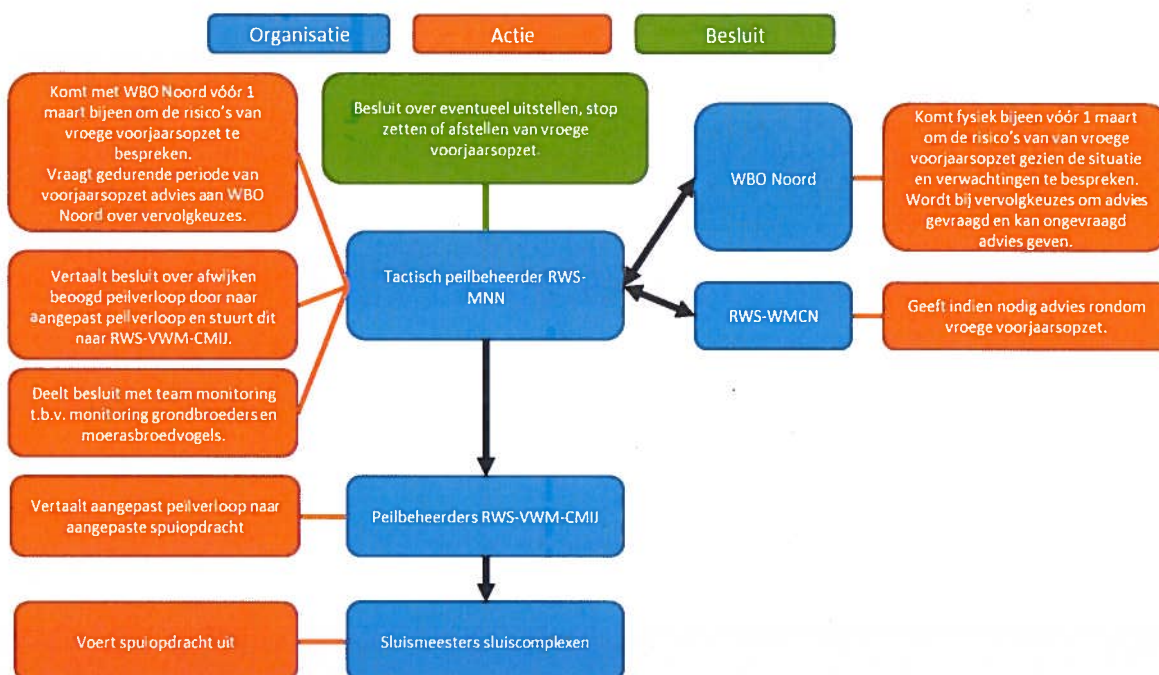 Organisatie
Actie
Besluit
Komt met WBO Noord vóór 1
maart bijeen om de risico's van
vroege voorjaarsopzet te
bespreken.
Vraagt gedurende periode van
voorjaarsopzet advies aan WBO
Noord over vervolgkeuzes.
Besluit over eventueel uitstellen, stop
zetten of afstellen van vroege
voorjaarsopzet.
WBO Noord
Komt fysiek bijeen vóór 1 maart
om de risico's van van vroege
voorjaarsopzet gezien de situatie
en verwachtingen te bespreken.
Wordt bij vervolgkeuzes om advies
gevraagd en kan ongevraagd
advies geven.
Vertaalt besluit over afwijken
beoogd peilverloop door naar
aangepast peilverloop en stuurt dit
naar RWS-VWM-CMIJ.
Tactisch peilbeheerder RWS-
MNN
RWS-WMCN
Geeft indien nodig advies rondom
vroege voorjaarsopzet.
Deelt besluit met team monitoring
t.b.v. monitoring grondbroeders en
moerasbroedvogels.
Vertaalt aangepast peilverloop naar
aangepaste spuiopdracht
Peilbeheerders RWS-VWM-CMIJ
Voert spuiopdracht uit
Sluismeesters sluiscomplexen